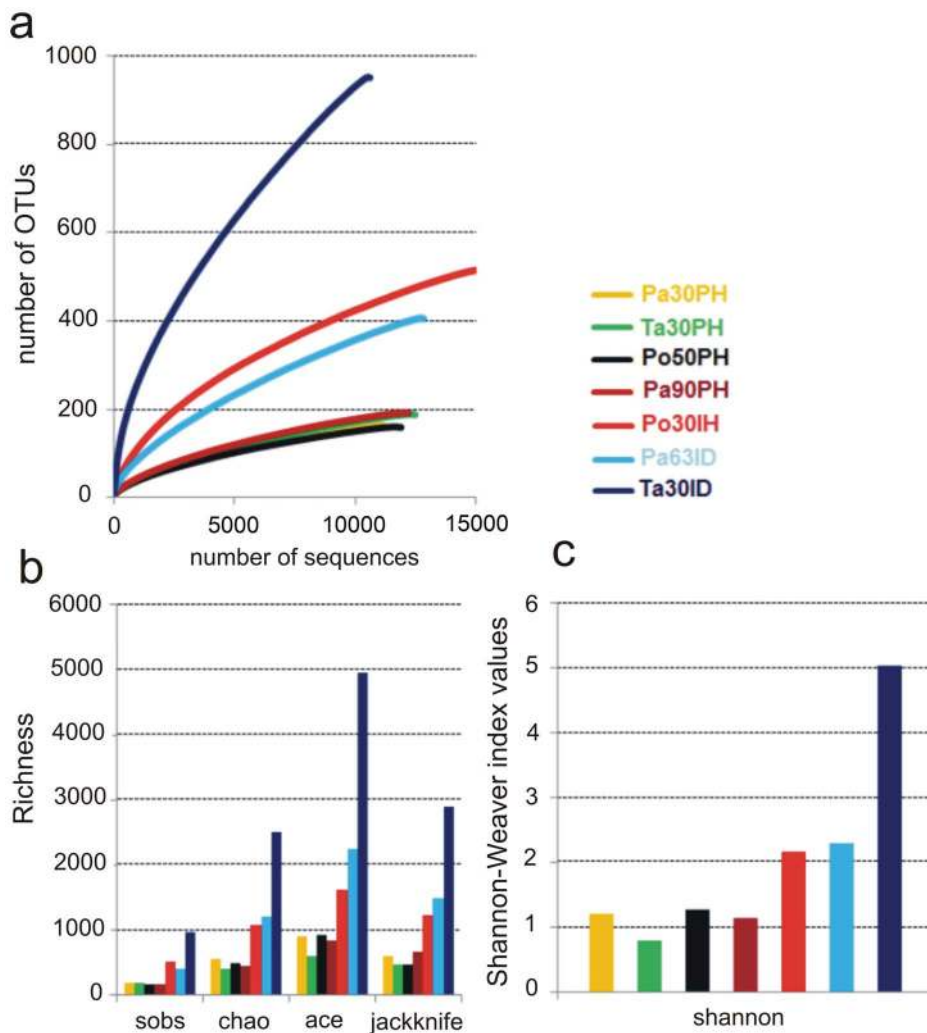 a
1000
800
600
400
200
0
number of OTUs
0 5000 10000 15000
number of sequences
Pa30PH
Ta30PH
Po50PH
Pa90PH
Po30IH
Pa63ID
Ta30ID
b
6000
5000
4000
3000
2000
1000
0
Richness
sobs chao ace jackknife
c
6
5
4
3
2
1
0
Shannon-Weaver index values
shannon